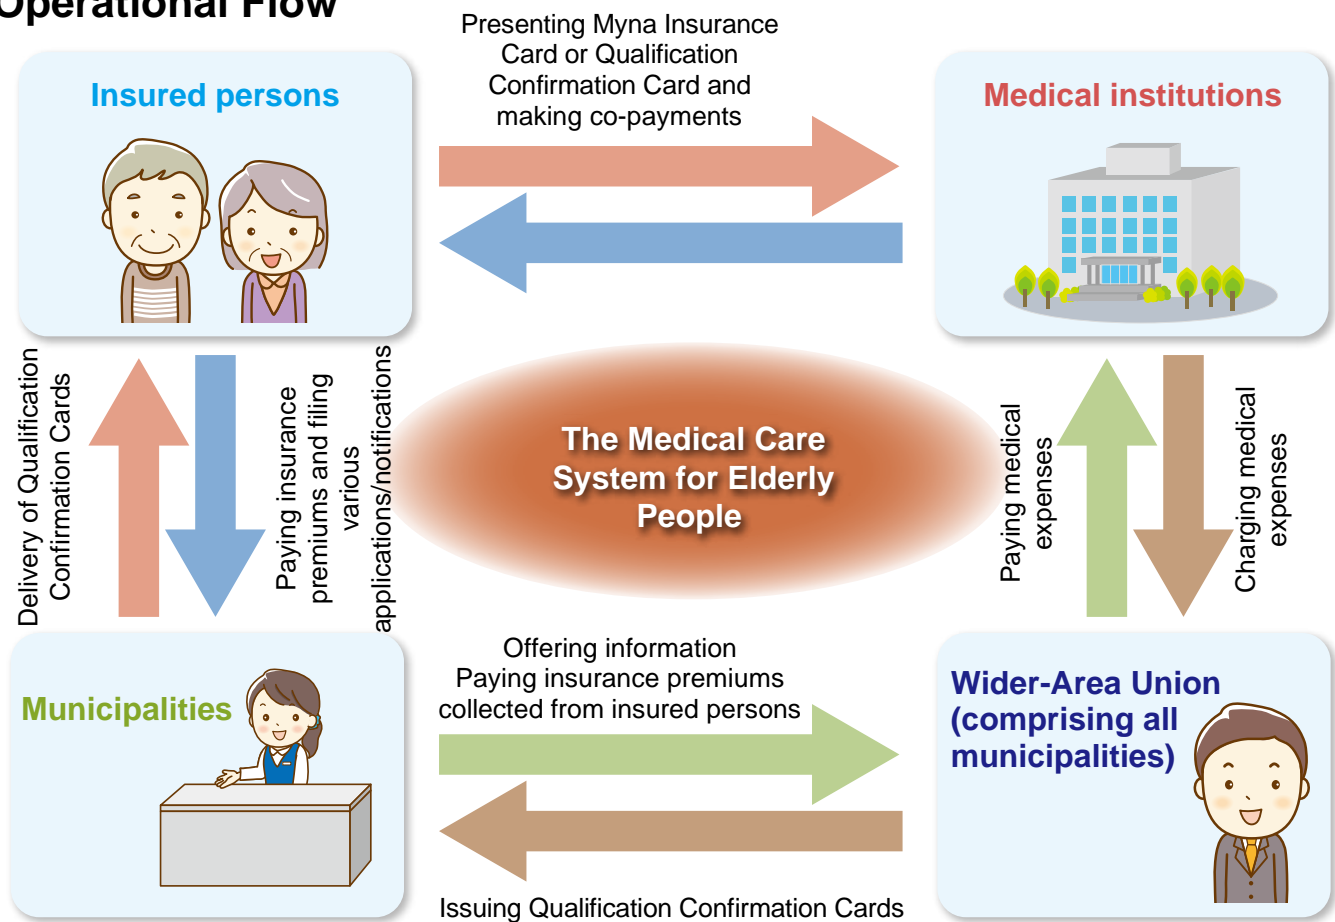 Operational Flow
Presenting Myna Insurance
Card or Qualification
Confirmation Card and
making co-payments
Insured persons
Medical institutions
Delivery of Qualification
Confirmation Cards
Paying insurance
premiums and filing
various
applications/notifications
The Medical Care
System for Elderly
People
Paying medical
expenses
Charging medical
expenses
Municipalities
Offering information
Paying insurance premiums
collected from insured persons
Wider-Area Union
(comprising all
municipalities)
Issuing Qualification Confirmation Cards